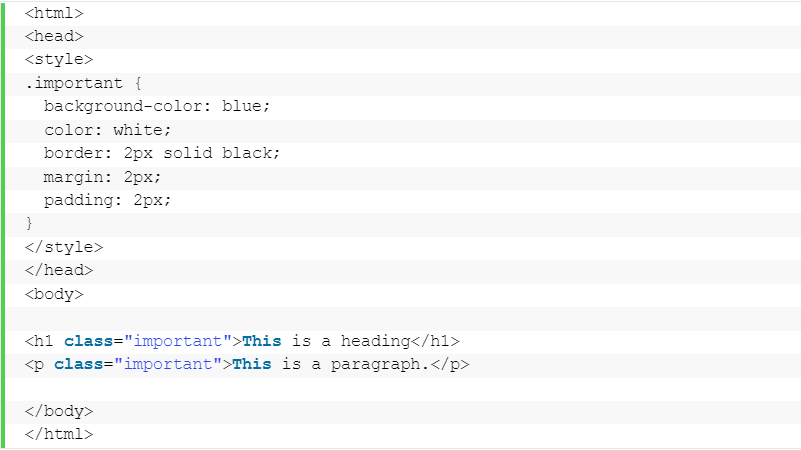 <html>
<head>
<style>
.important {
  background-color: blue;
  color: white;
  border: 2px solid black;
  margin: 2px;
  padding: 2px;
}
</style>
</head>
<body>

<h1 class="important">This is a heading</h1>
<p class="important">This is a paragraph.</p>

</body>
</html>